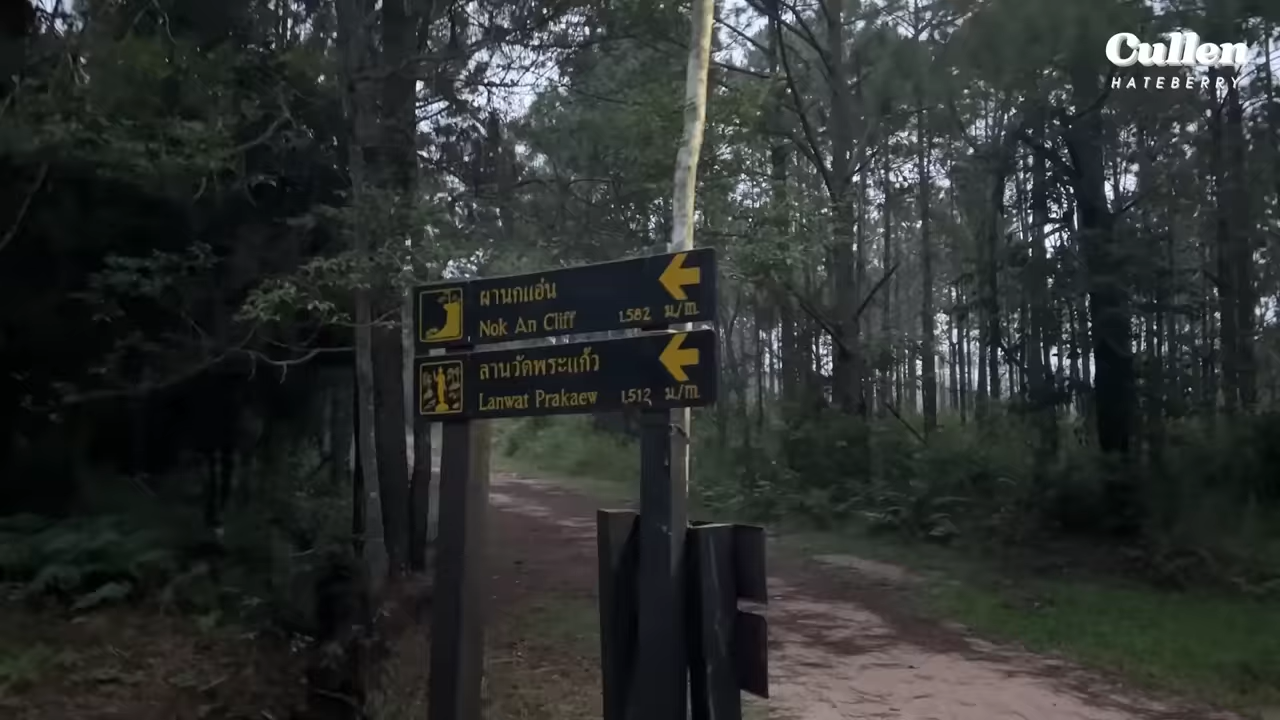 Cullen
HATEBERRY
ผานกแอ่น
Nok An Cliff 1.582 ม./m.
ลานวัดพระแก้ว
Lanwat Prakaew 1.512 ม./m.